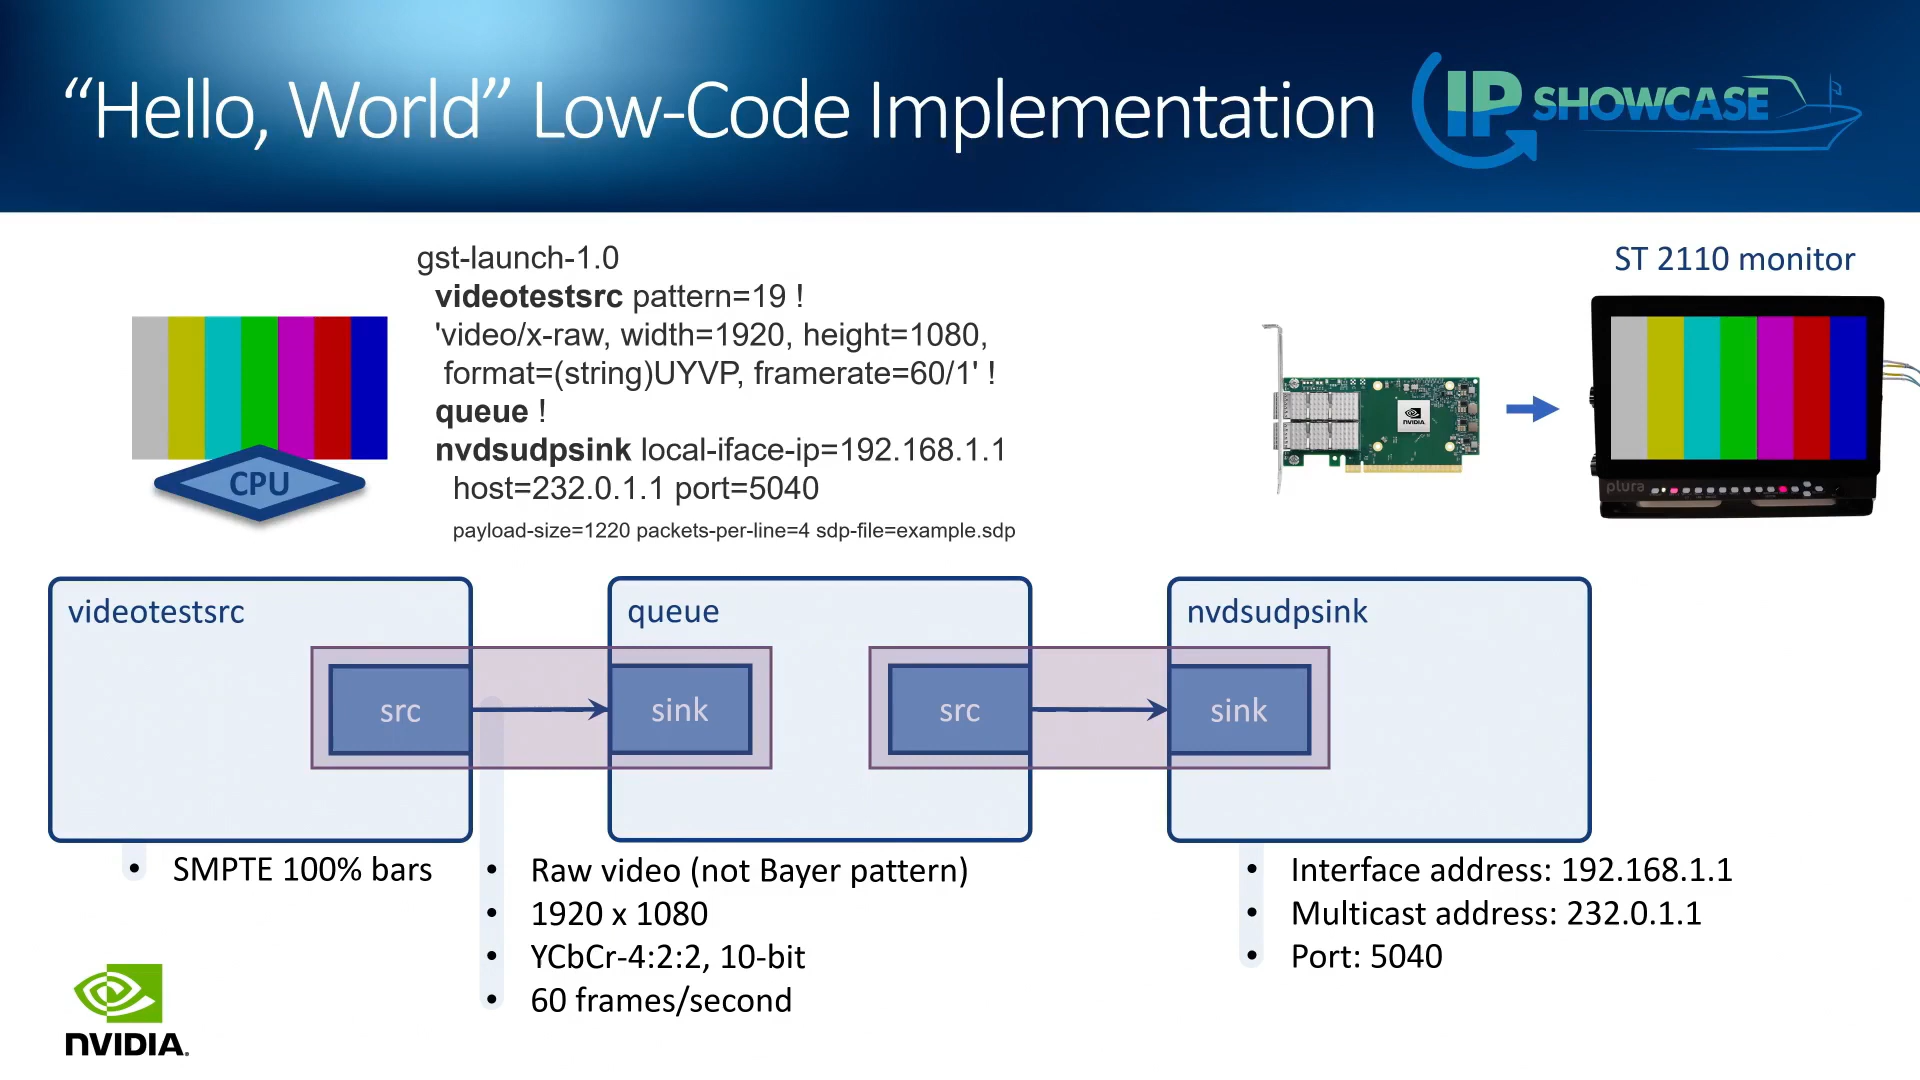 “Hello, World” Low-Code Implementation
IP SHOWCASE
gst-launch-1.0
videotestsrc pattern=19 !
'video/x-raw, width=1920, height=1080,
format=(string)UYVP, framerate=60/1' !
queue !
nvdsudpsink local-iface-ip=192.168.1.1
host=232.0.1.1 port=5040
payload-size=1220 packets-per-line=4 sdp-file=example.sdp
CPU
NVIDIA
ST 2110 monitor
plura
videotestsrc
src
queue
sink
src
nvdsudpsink
sink
• SMPTE 100% bars
• Raw video (not Bayer pattern)
• 1920 x 1080
• YCbCr-4:2:2, 10-bit
• 60 frames/second
• Interface address: 192.168.1.1
• Multicast address: 232.0.1.1
• Port: 5040
NVIDIA.